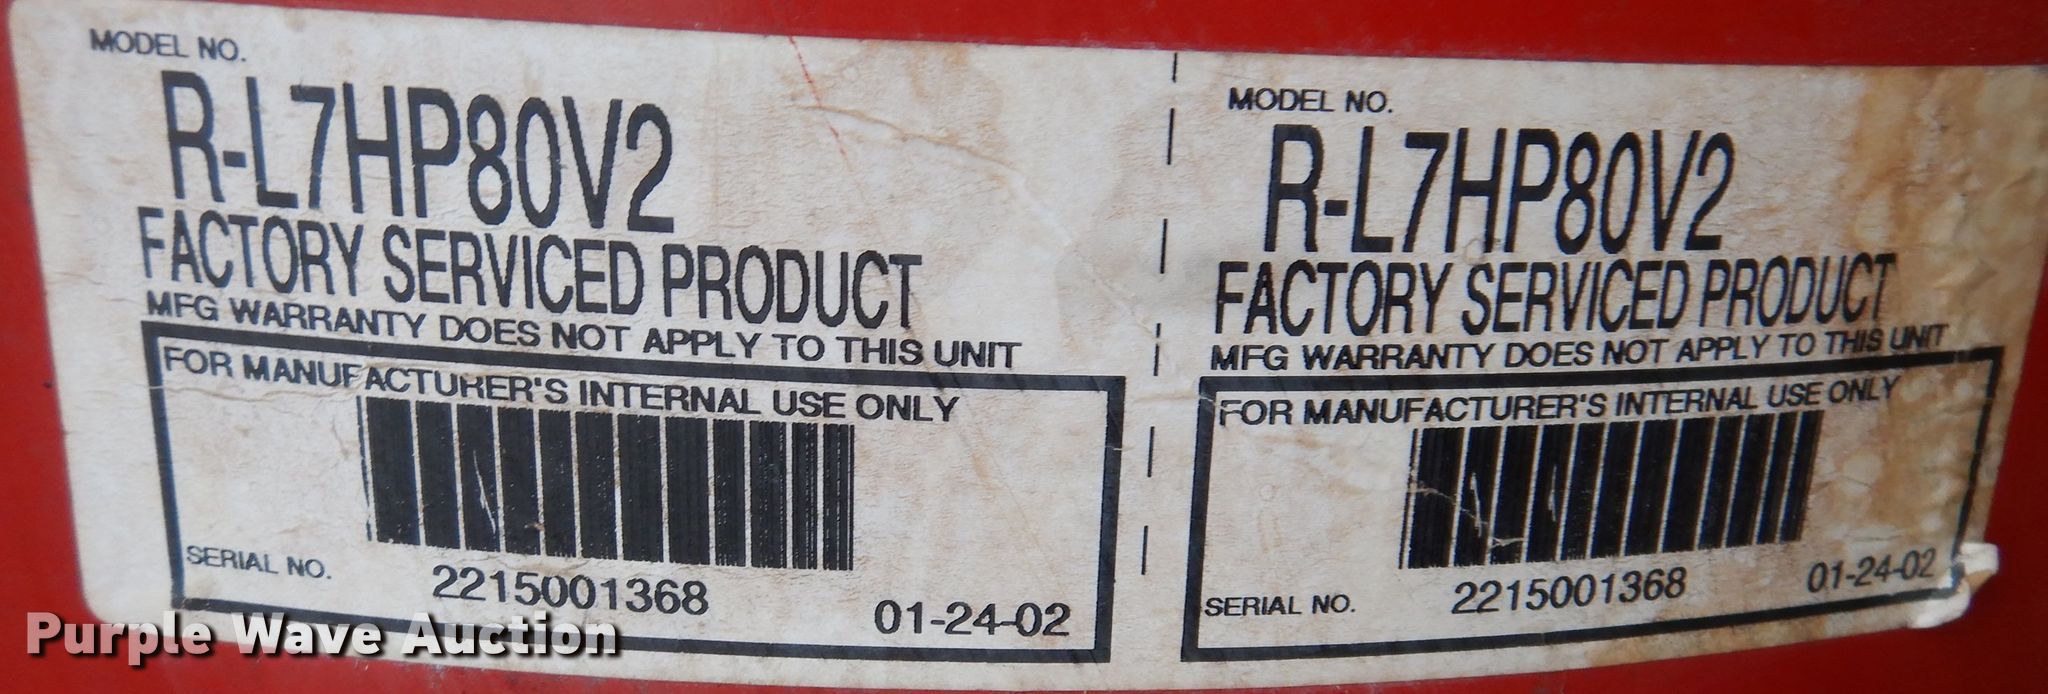 MODEL NO.
R-L7HP80V2
FACTORY SERVICED PRODUCT
MFG WARRANTY DOES NOT APPLY TO THIS UNIT
FOR MANUFACTURER'S INTERNAL USE ONLY
SERIAL NO. 2215001368 01-24-02
MODEL NO.
R-L7HP80V2
FACTORY SERVICED PRODUCT
MFG WARRANTY DOES NOT APPLY TO THIS UNIT
FOR MANUFACTURER'S INTERNAL USE ONLY
SERIAL NO. 2215001368 01-24-02
Purple Wave Auction